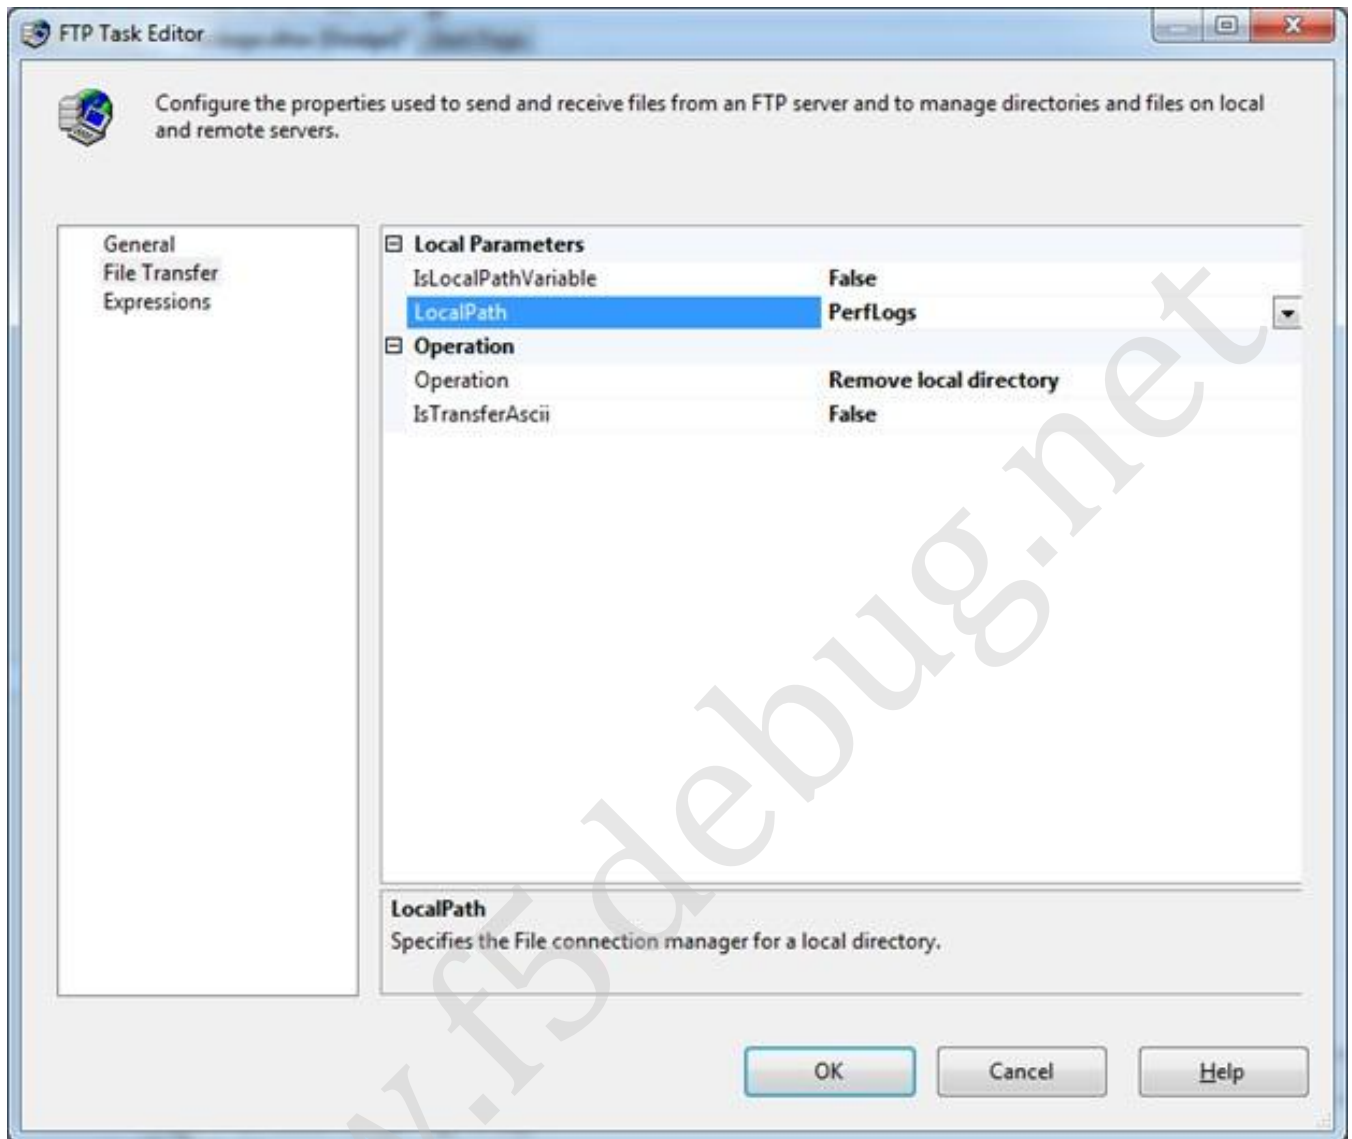 FTP Task Editor
Configure the properties used to send and receive files from an FTP server and to manage directories and files on local
and remote servers.
General
File Transfer
Expressions
Local Parameters
IsLocalPathVariable False
LocalPath PerfLogs
Operation
Operation Remove local directory
IsTransferAscii False
LocalPath
Specifies the File connection manager for a local directory.
OK Cancel Help
w.f5debug.net